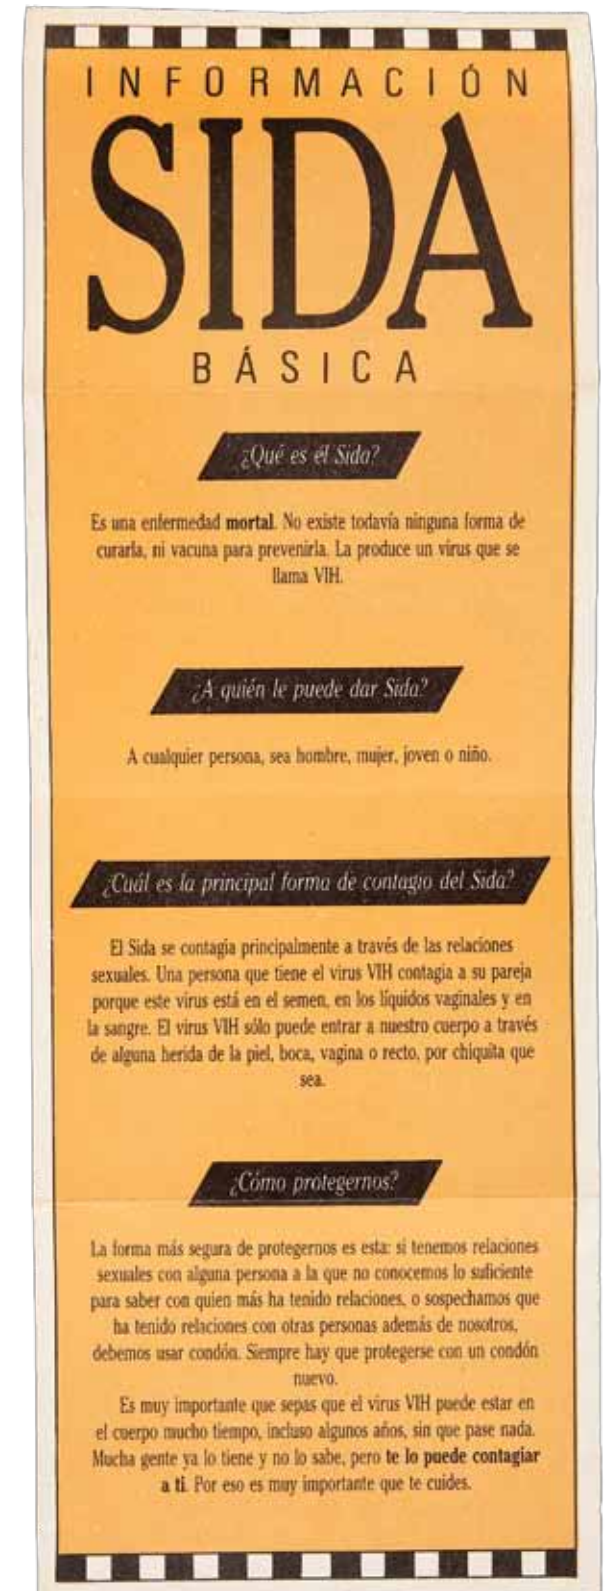 INFORMACIÓN
SIDA
BÁSICA
¿Qué es el Sida?
Es una enfermedad mortal. No existe todavía ninguna forma de
curarla, ni vacuna para prevenirla. La produce un virus que se
llama VIH.
¿A quién le puede dar Sida?
A cualquier persona, sea hombre, mujer, joven o niño.
¿Cuál es la principal forma de contagio del Sida?
El Sida se contagia principalmente a través de las relaciones
sexuales. Una persona que tiene el virus VIH contagia a su pareja
porque este virus está en el semen, en los líquidos vaginales y en
la sangre. El virus VIH sólo puede entrar a nuestro cuerpo a través
de alguna herida de la piel, boca, vagina o recto, por chiquita que
sea.
¿Cómo protegernos?
La forma más segura de protegernos es esta: si tenemos relaciones
sexuales con alguna persona a la que no conocemos lo suficiente
para saber con quien más ha tenido relaciones, o sospechamos que
ha tenido relaciones con otras personas además de nosotros,
debemos usar condón. Siempre hay que protegerse con un condón
nuevo.
Es muy importante que sepas que el virus VIH puede estar en
el cuerpo mucho tiempo, incluso algunos años, sin que pase nada.
Mucha gente ya lo tiene y no lo sabe, pero te lo puede contagiar
a ti. Por eso es muy importante que te cuides.